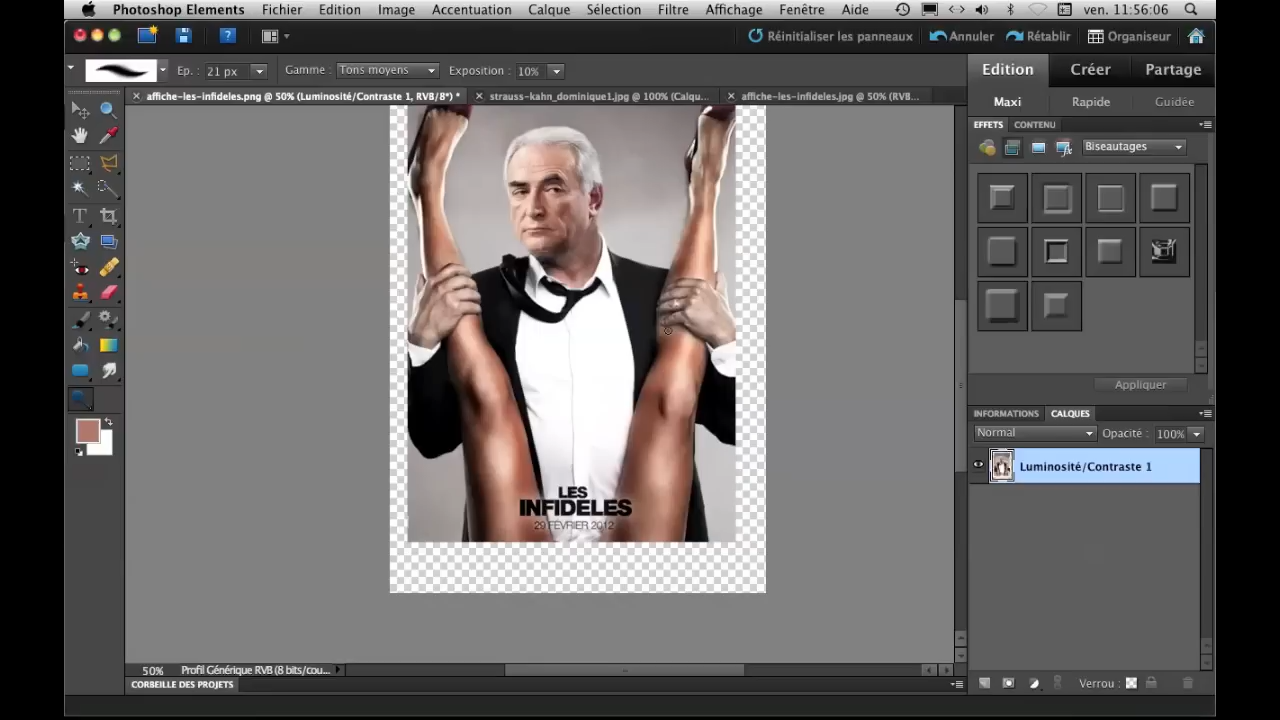 Photoshop Elements Fichier Edition Image Accentuation Calque Sélection Filtre Affichage Fenêtre Aide ven. 11:56:06
Réinitialiser les panneaux Annuler Rétablir Organiseur
Ep. : 21 px Gamme : Tons moyens Exposition : 10%
Edition Créer Partage
affiche-les-infideles.png @ 50% (Luminosité/Contraste 1, RVB/8*) * strauss-kahn_dominique1.jpg @ 100% (Calqu... affiche-les-infideles.jpg @ 50% (RVB...
Maxi Rapide Guidée
EFFETS CONTENU
Biseautages
Appliquer
INFORMATIONS CALQUES
Normal Opacité : 100%
Luminosité/Contraste 1
LES
INFIDELES
29 FÉVRIER 2012
50% Profil Générique RVB (8 bits/cou...
CORBEILLE DES PROJETS
Verrou :